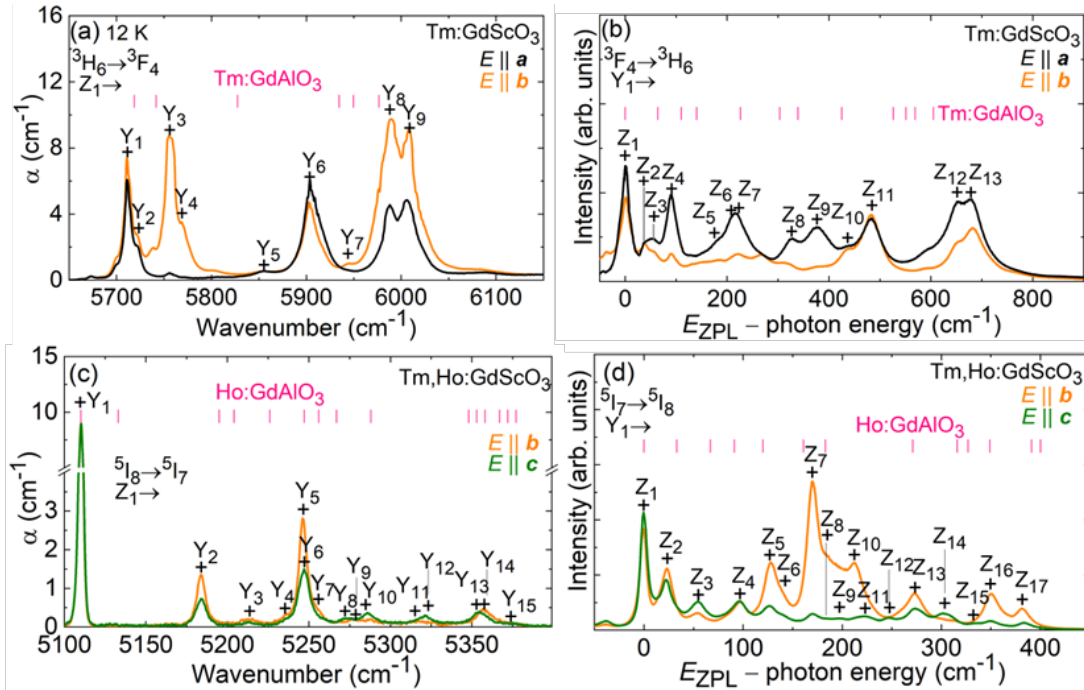 (a) 12 K
Tm:GdScO₃
³H₆→³F₄
Z₁→
E || a
E || b
Tm:GdAlO₃
Y₁
Y₂
Y₃
Y₄
Y₅
Y₆
Y₇
Y₈
Y₉
16
12
8
4
0
α (cm⁻¹)
5700
5800
5900
6000
6100
Wavenumber (cm⁻¹)
(b)
Tm:GdScO₃
³F₄→³H₆
Y₁→
E || a
E || b
Tm:GdAlO₃
Z₁
Z₂
Z₃
Z₄
Z₅
Z₆
Z₇
Z₈
Z₉
Z₁₀
Z₁₁
Z₁₂
Z₁₃
Intensity (arb. units)
0
200
400
600
800
E_ZPL – photon energy (cm⁻¹)
(c)
Tm,Ho:GdScO₃
Ho:GdAlO₃
E || b
E || c
⁵I₈→⁵I₇
Z₁→
Y₁
Y₂
Y₃
Y₄
Y₅
Y₆
Y₇
Y₈
Y₉
Y₁₀
Y₁₁
Y₁₂
Y₁₃
Y₁₄
Y₁₅
15
10
3
2
1
0
α (cm⁻¹)
5100
5150
5200
5250
5300
5350
Wavenumber (cm⁻¹)
(d)
Tm,Ho:GdScO₃
⁵I₇→⁵I₈
Y₁→
E || b
E || c
Ho:GdAlO₃
Z₁
Z₂
Z₃
Z₄
Z₅
Z₆
Z₇
Z₈
Z₉
Z₁₀
Z₁₁
Z₁₂
Z₁₃
Z₁₄
Z₁₅
Z₁₆
Z₁₇
Intensity (arb. units)
0
100
200
300
400
E_ZPL – photon energy (cm⁻¹)